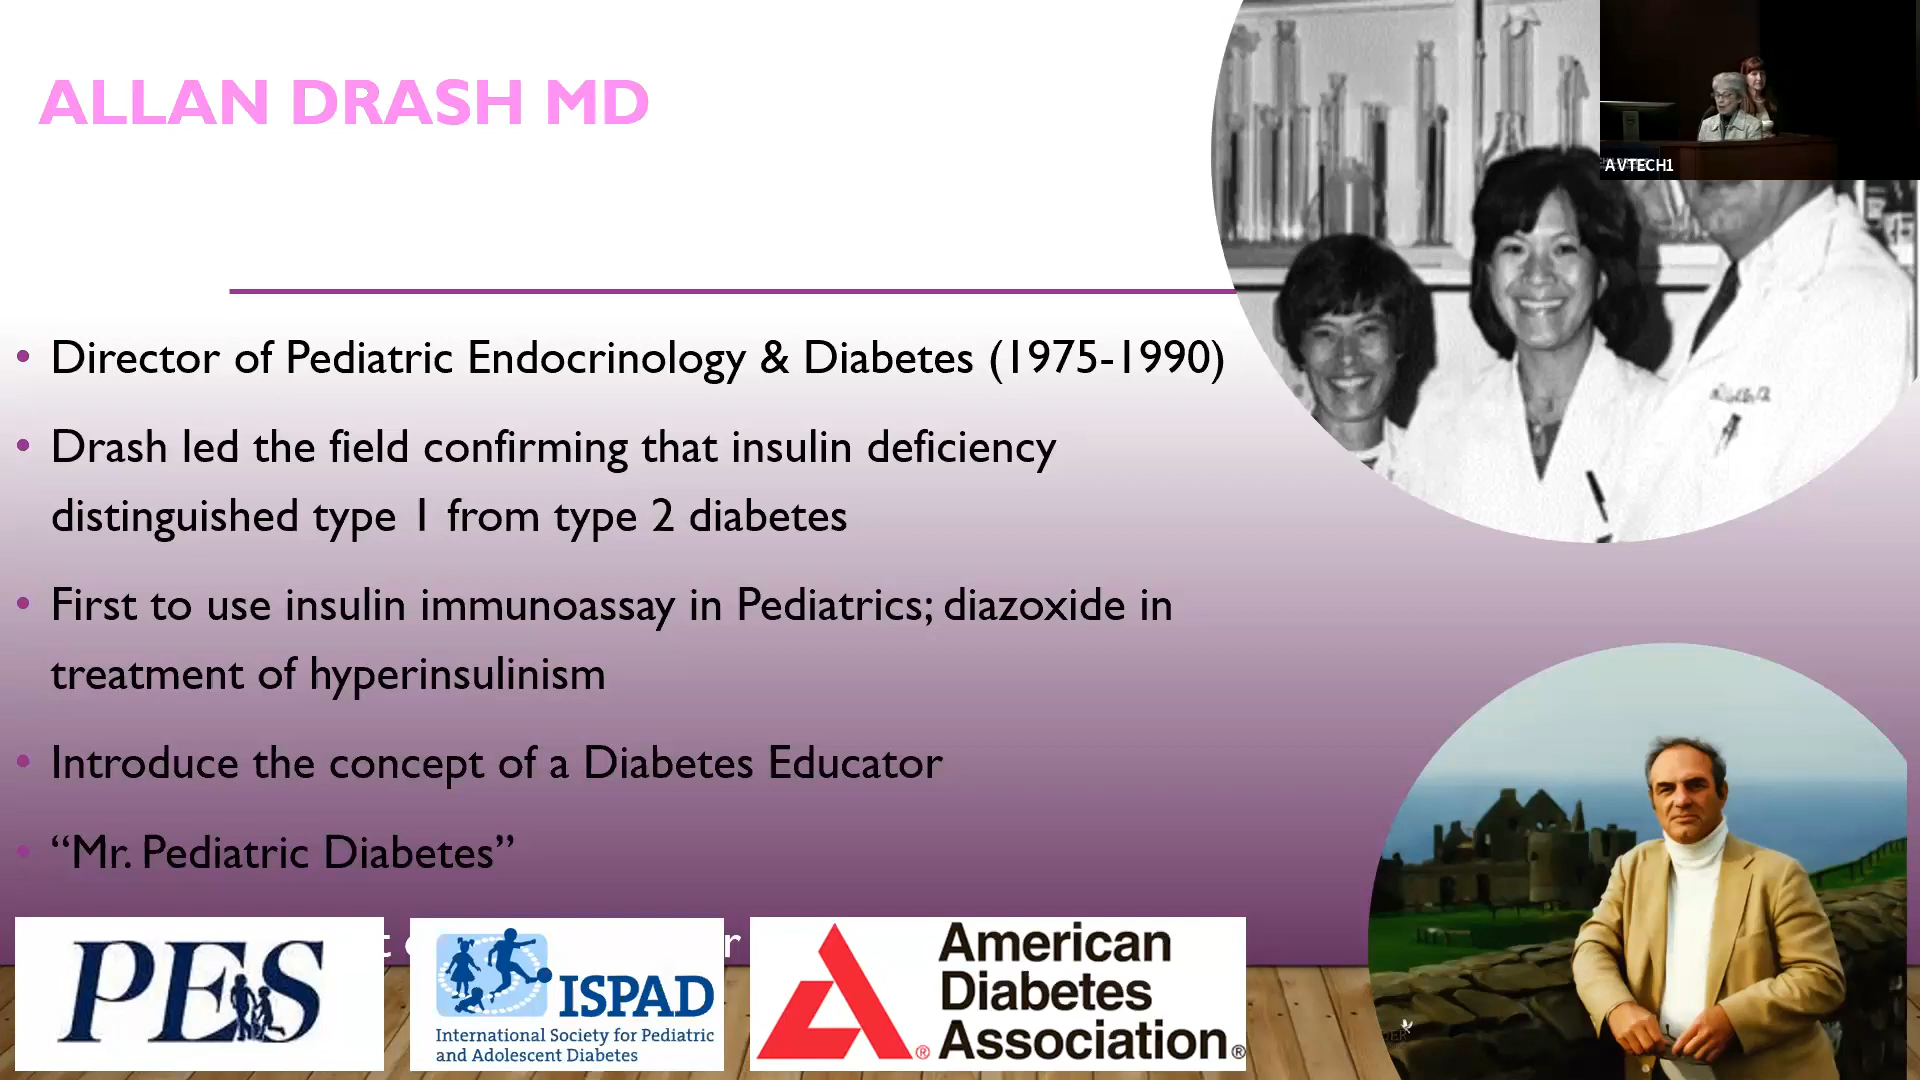 ALLAN DRASH MD
AVTECH1
• Director of Pediatric Endocrinology & Diabetes (1975-1990)
• Drash led the field confirming that insulin deficiency
distinguished type 1 from type 2 diabetes
• First to use insulin immunoassay in Pediatrics; diazoxide in
treatment of hyperinsulinism
• Introduce the concept of a Diabetes Educator
• “Mr. Pediatric Diabetes”
PES
ISPAD
International Society for Pediatric
and Adolescent Diabetes
American
Diabetes
Association®